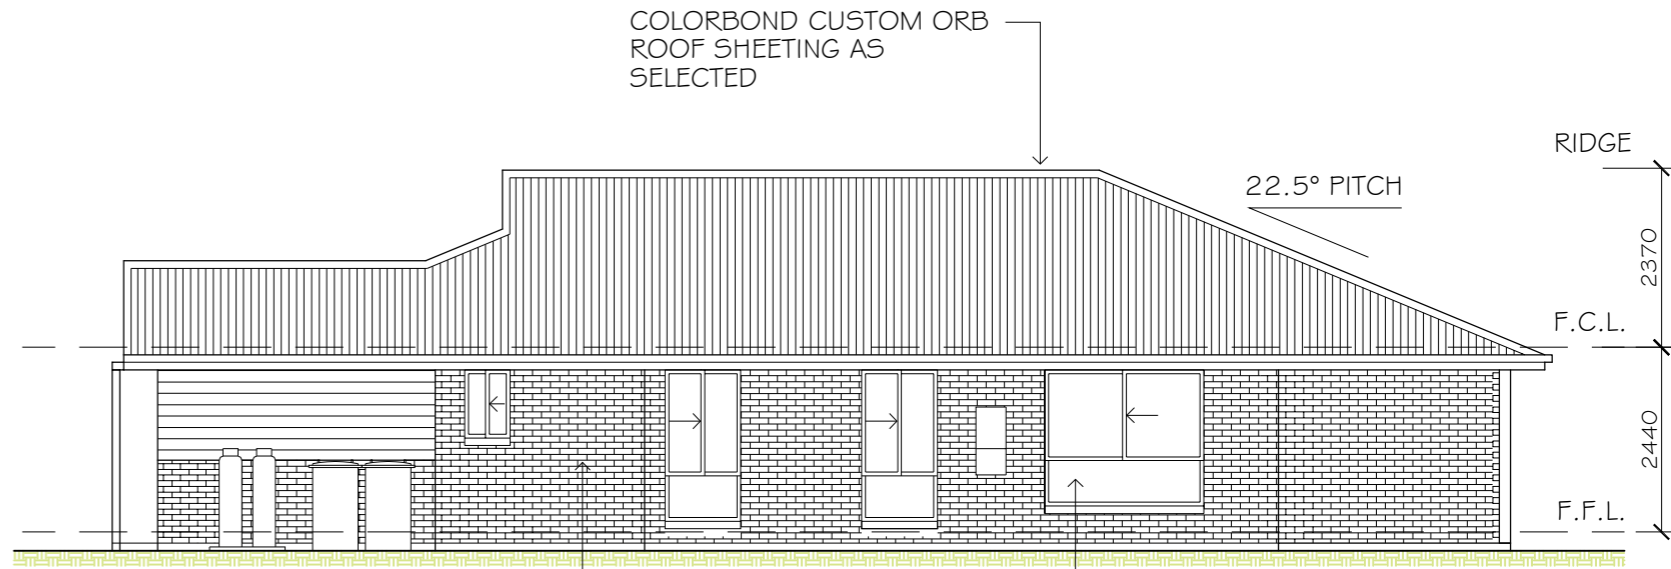 COLORBOND CUSTOM ORB
ROOF SHEETING AS
SELECTED
RIDGE
22.5° PITCH
2370
F.C.L.
2440
F.F.L.